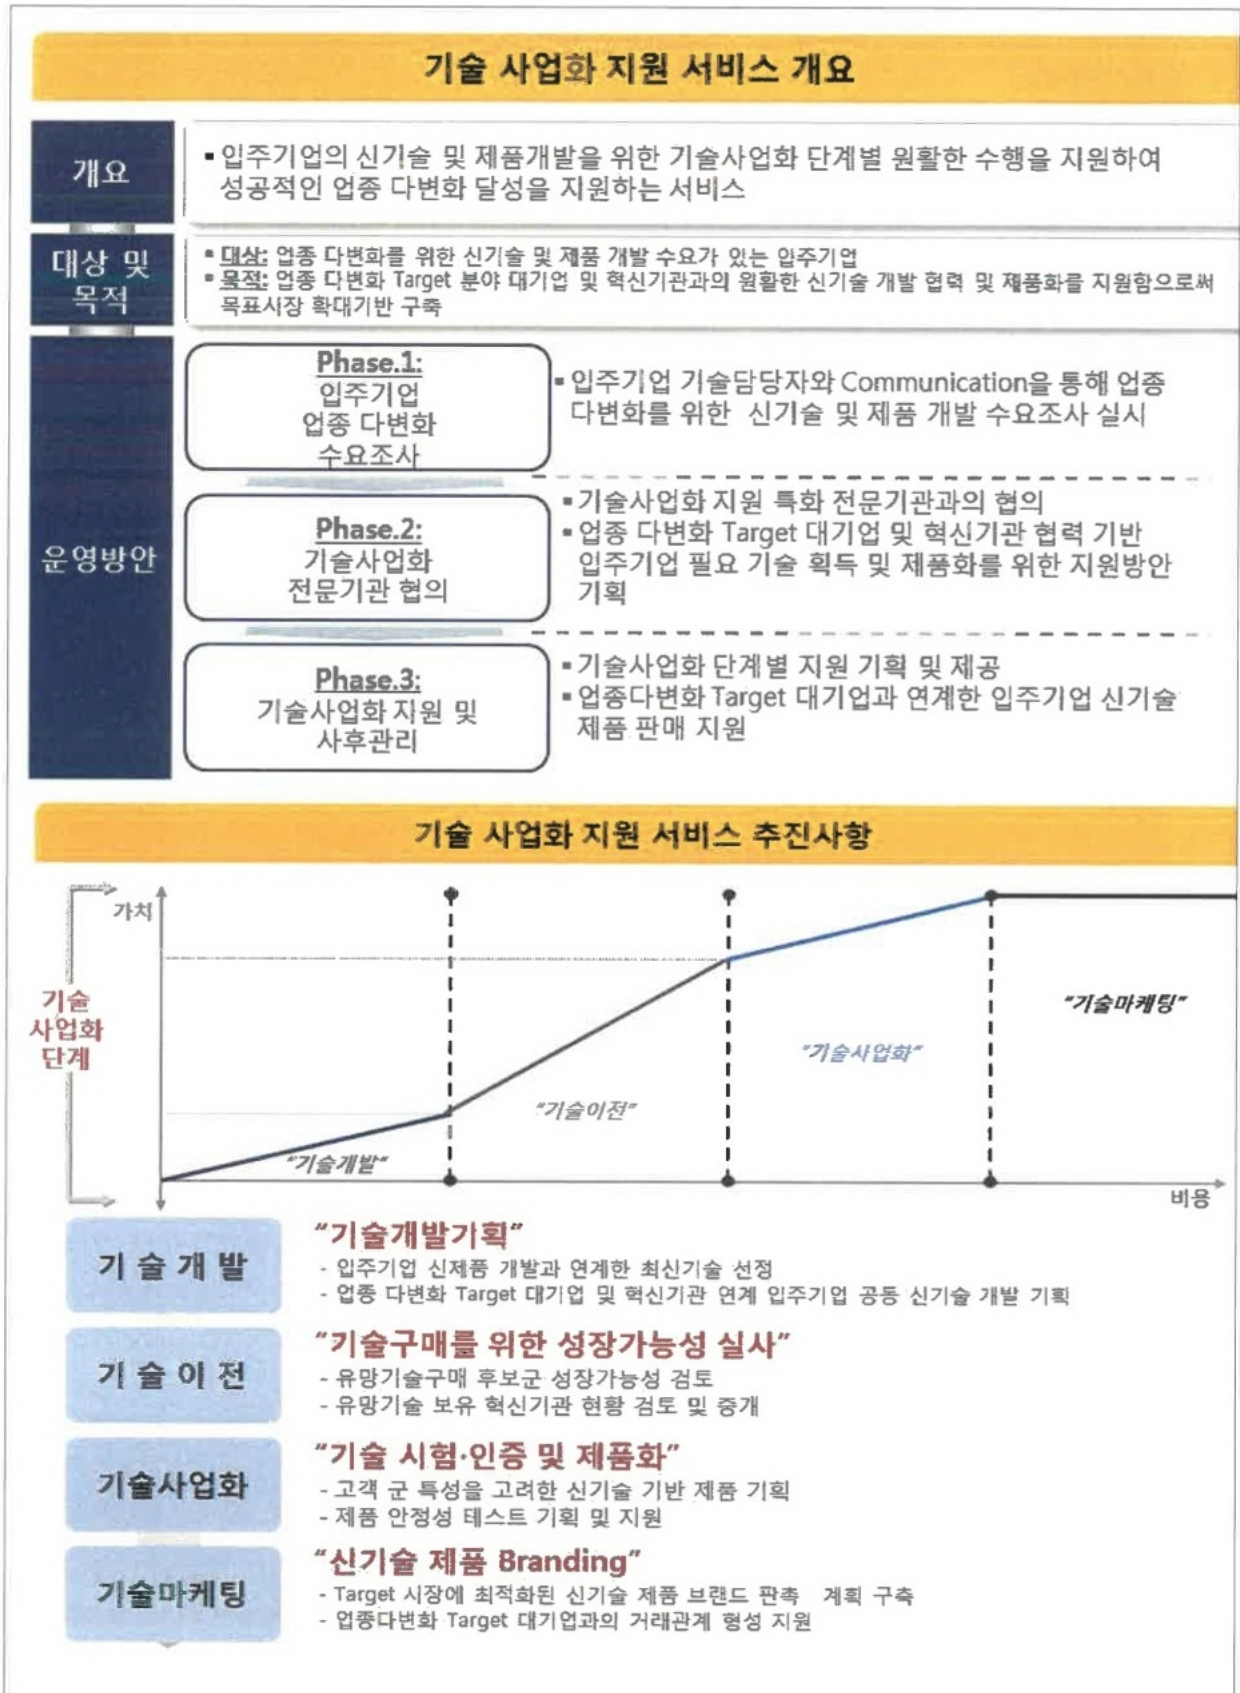 기술 사업화 지원 서비스 개요
개요
▪ 입주기업의 신기술 및 제품개발을 위한 기술사업화 단계별 원활한 수행을 지원하여
성공적인 업종 다변화 달성을 지원하는 서비스
대상 및
목적
▪ 대상: 업종 다변화를 위한 신기술 및 제품 개발 수요가 있는 입주기업
▪ 목적: 업종 다변화 Target 분야 대기업 및 혁신기관과의 원활한 신기술 개발 협력 및 제품화를 지원함으로써
목표시장 확대기반 구축
운영방안
Phase.1:
입주기업
업종 다변화
수요조사
▪ 입주기업 기술담당자와 Communication을 통해 업종
다변화를 위한 신기술 및 제품 개발 수요조사 실시
Phase.2:
기술사업화
전문기관 협의
▪ 기술사업화 지원 특화 전문기관과의 협의
▪ 업종 다변화 Target 대기업 및 혁신기관 협력 기반
입주기업 필요 기술 획득 및 제품화를 위한 지원방안
기획
Phase.3:
기술사업화 지원 및
사후관리
▪ 기술사업화 단계별 지원 기획 및 제공
▪ 업종다변화 Target 대기업과 연계한 입주기업 신기술
제품 판매 지원
기술 사업화 지원 서비스 추진사항
가치
기술
사업화
단계
"기술개발"
"기술이전"
"기술사업화"
"기술마케팅"
비용
기 술 개 발
"기술개발기획"
- 입주기업 신제품 개발과 연계한 최신기술 선정
- 업종 다변화 Target 대기업 및 혁신기관 연계 입주기업 공동 신기술 개발 기획
기 술 이 전
"기술구매를 위한 성장가능성 실사"
- 유망기술구매 후보군 성장가능성 검토
- 유망기술 보유 혁신기관 현황 검토 및 중개
기술사업화
"기술 시험·인증 및 제품화"
- 고객 군 특성을 고려한 신기술 기반 제품 기획
- 제품 안정성 테스트 기획 및 지원
기술마케팅
"신기술 제품 Branding"
- Target 시장에 최적화된 신기술 제품 브랜드 판촉 계획 구축
- 업종다변화 Target 대기업과의 거래관계 형성 지원